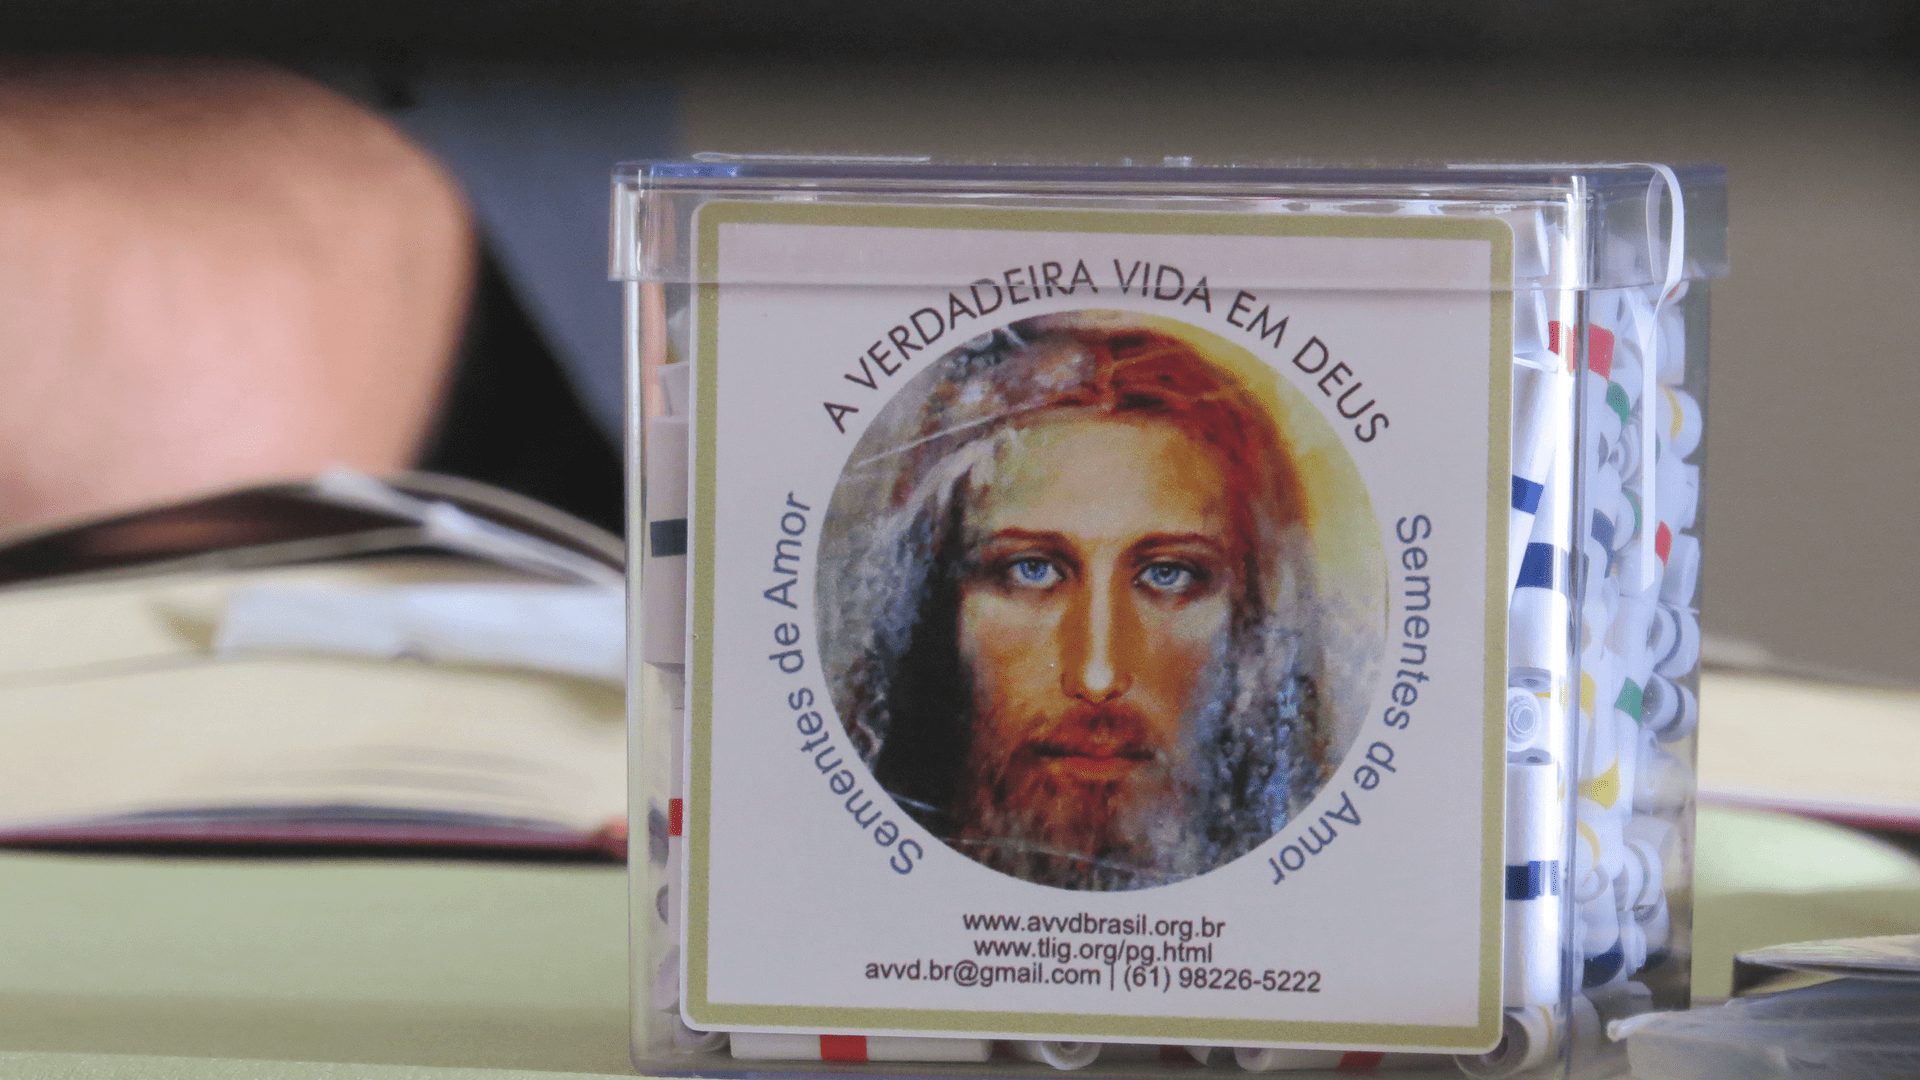 A VERDADEIRA VIDA EM DEUS
Sementes de Amor
Sementes de Amor
www.avvdbrasil.org.br
www.tlig.org/pg.html
avvd.br@gmail.com | (61) 98226-5222